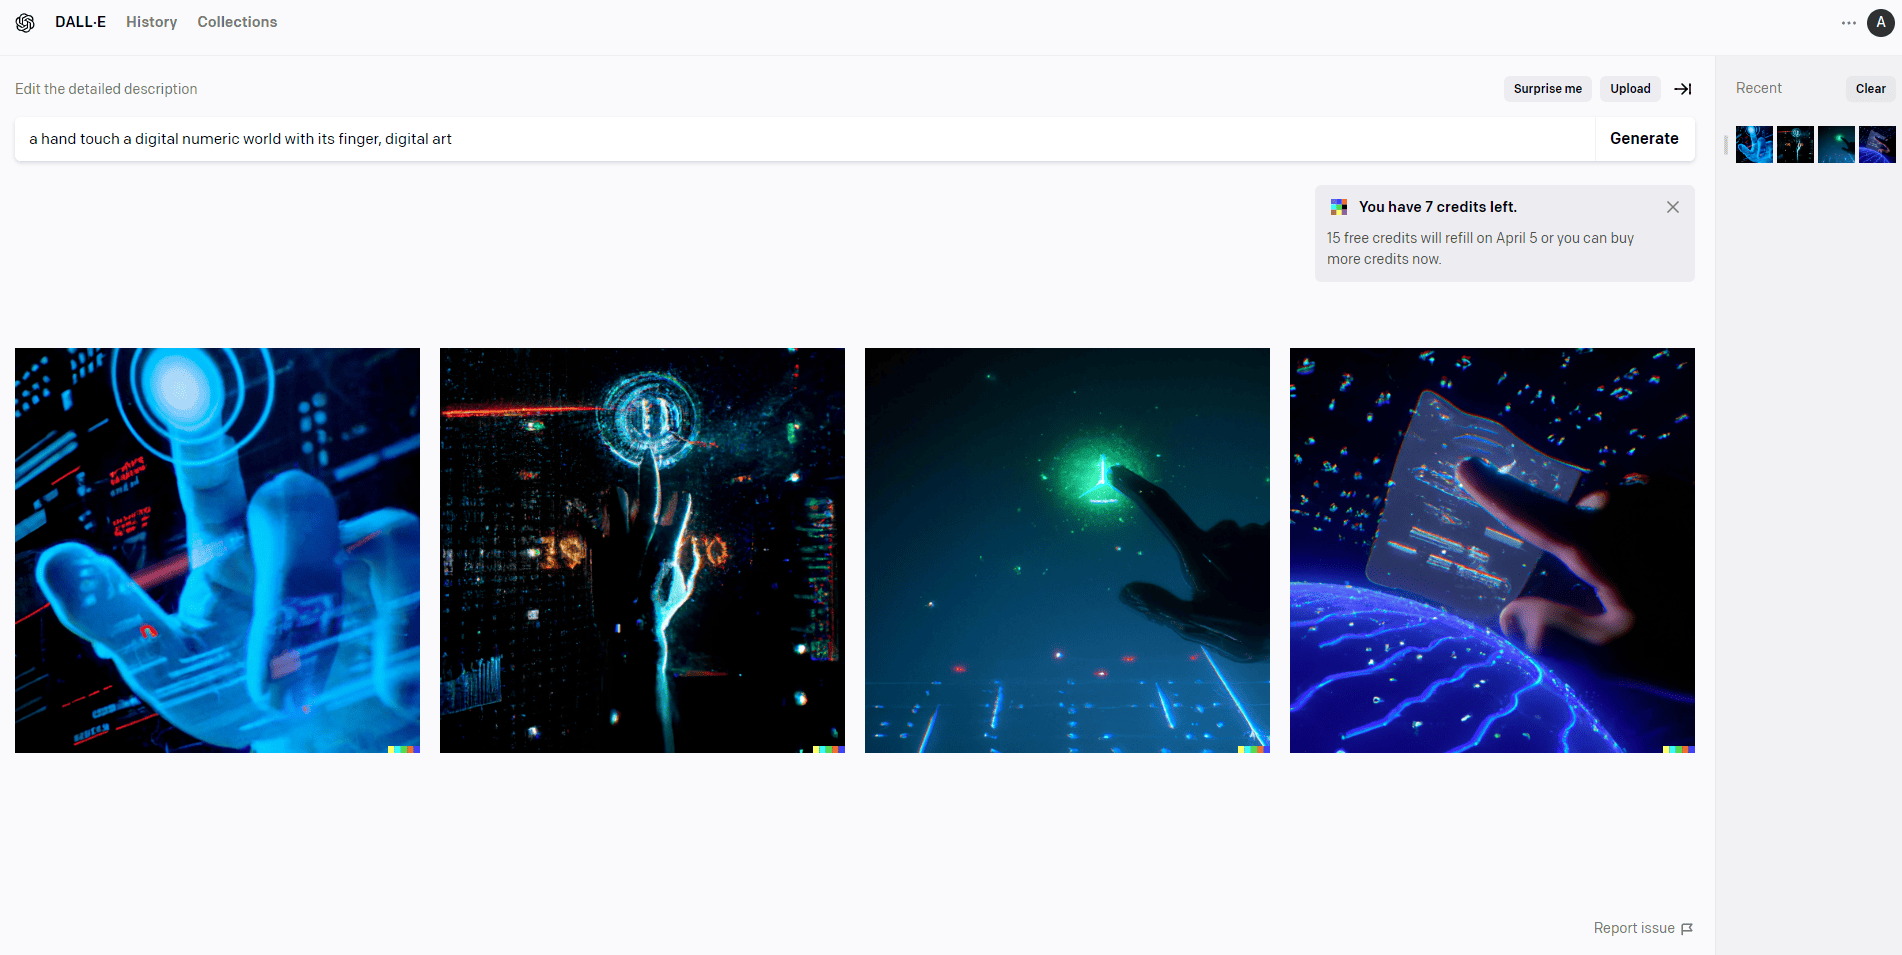 DALL·E History Collections
A
Edit the detailed description
Surprise me Upload
Recent Clear
a hand touch a digital numeric world with its finger, digital art
Generate
You have 7 credits left.
15 free credits will refill on April 5 or you can buy
more credits now.
Report issue